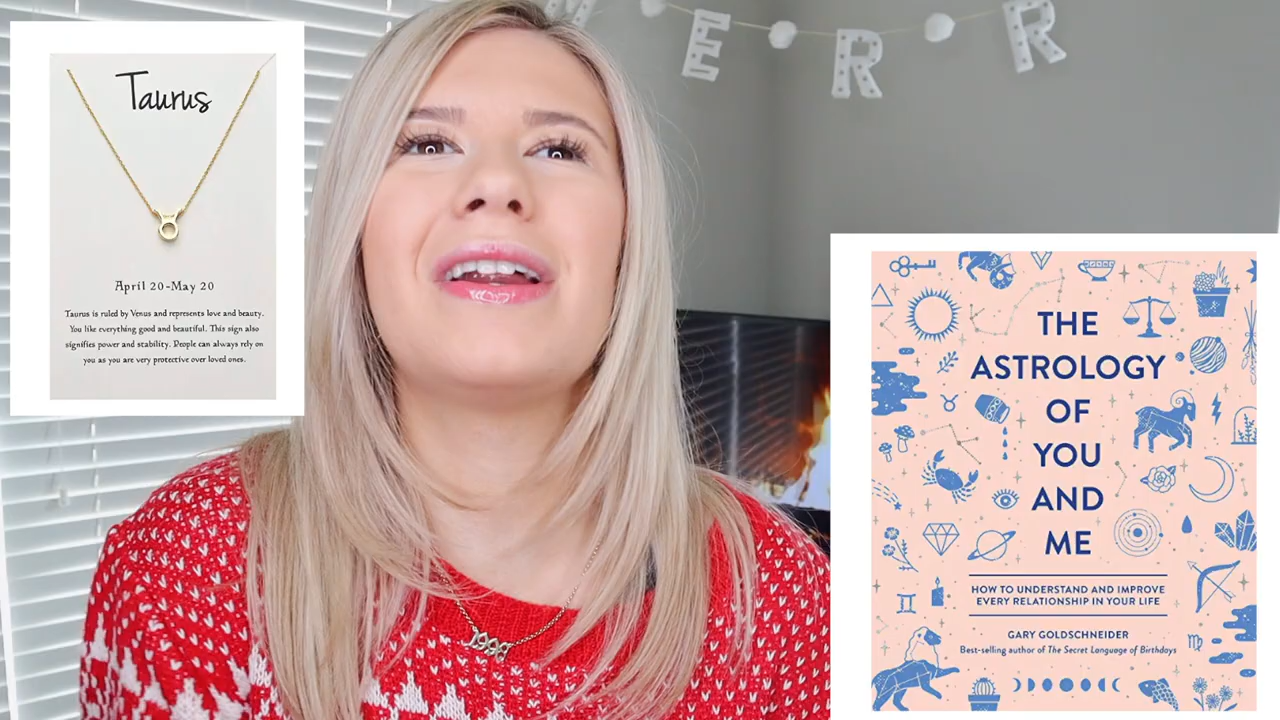 Taurus
April 20-May 20
Taurus is ruled by Venus and represents love and beauty.
You like everything good and beautiful. This sign also
signifies power and stability. People can always rely on
you as you are very protective over loved ones.
M E R R
THE
ASTROLOGY
OF
YOU
AND
ME
HOW TO UNDERSTAND AND IMPROVE
EVERY RELATIONSHIP IN YOUR LIFE
GARY GOLDSCHNEIDER
Best-selling author of The Secret Language of Birthdays